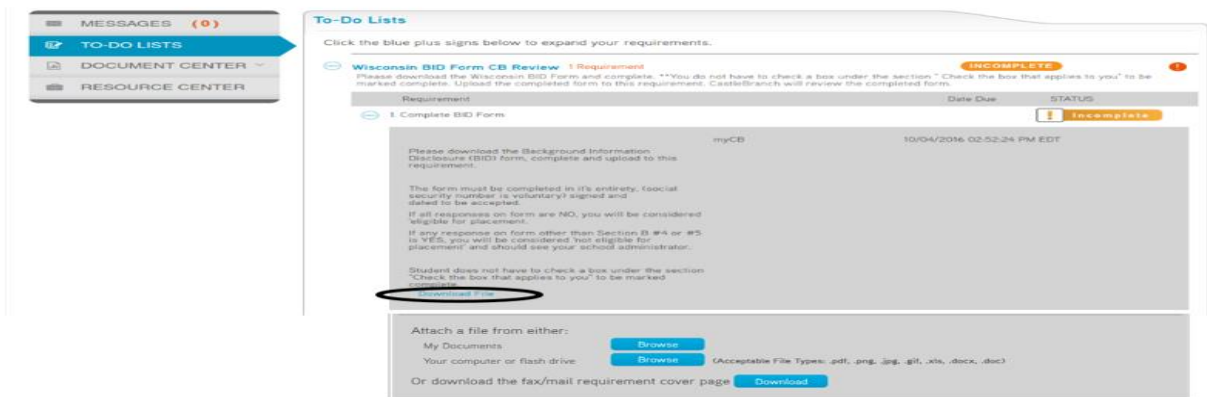 MESSAGES (0)
TO-DO LISTS
DOCUMENT CENTER
RESOURCE CENTER
To-Do Lists
Click the blue plus signs below to expand your requirements.
Wisconsin BID Form CB Review 1 Requirement INCOMPLETE
Please download the Wisconsin BID Form and complete. **You do not have to check a box under the section " Check the box that applies to you" to be
marked complete. Upload the completed form to this requirement. CastleBranch will review the completed form.
Requirement Date Due STATUS
1. Complete BID Form Incomplete
myCB 10/04/2016 02:52:24 PM EDT
Please download the Background Information
Disclosure (BID) form, complete and upload to this
requirement.
The form must be completed in it's entirety, (social
security number is voluntary) signed and
dated to be accepted.
If all responses on form are NO, you will be considered
'eligible for placement.
If any response on form other than Section B #4 or #5
is YES, you will be considered 'not eligible for
placement' and should see your school administrator.
Student does not have to check a box under the section
"Check the box that applies to you" to be marked
complete.
Download File
Attach a file from either:
My Documents Browse
Your computer or flash drive Browse (Acceptable File Types: .pdf, .png, .jpg, .gif, .xls, .docx, .doc)
Or download the fax/mail requirement cover page Download